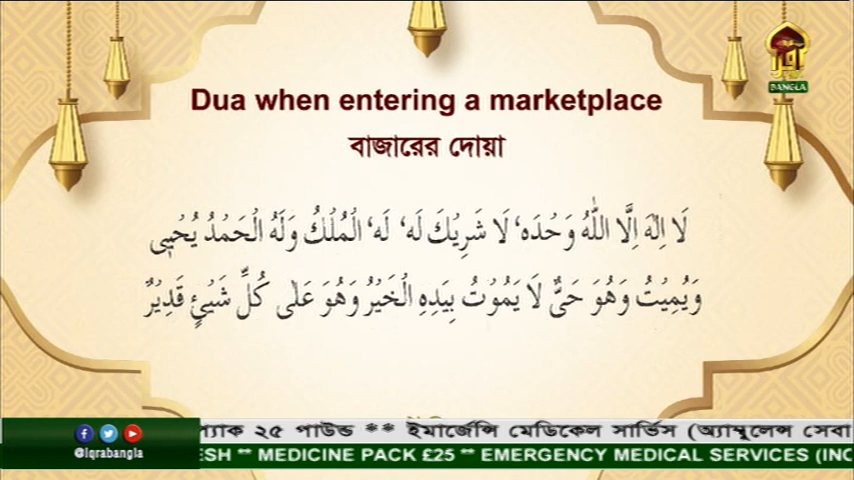 اقرأ
BANGLA
Dua when entering a marketplace
বাজারের দোয়া
لَا اِلٰهَ اِلَّا اللّٰهُ وَحْدَه‘ لَا شَرِيْكَ لَه‘ لَه‘ الْمُلْكُ وَلَهُ الْحَمْدُ يُحْيِى
وَيُمِيْتُ وَهُوَ حَىٌّ لَا يَمُوْتُ بِيَدِهِ الْخَيْرُ وَهُوَ عَلٰى كُلِّ شَىْئٍ قَدِيْرٌ
প্যাক ২৫ পাউন্ড ** ইমার্জেন্সি মেডিকেল সার্ভিস (অ্যাম্বুলেন্স সেবা
@Iqrabangla
ESH ** MEDICINE PACK £25 ** EMERGENCY MEDICAL SERVICES (INC